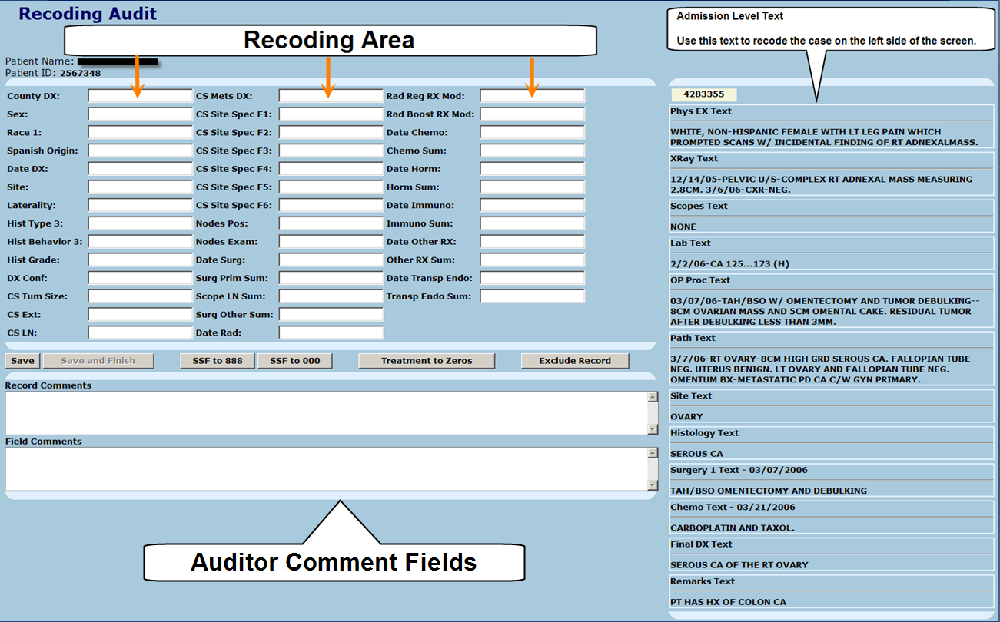 Recoding Audit
Recoding Area
Patient Name:
Patient ID: 2567348
County DX:
Sex:
Race 1:
Spanish Origin:
Date DX:
Site:
Laterality:
Hist Type 3:
Hist Behavior 3:
Hist Grade:
DX Conf:
CS Tum Size:
CS Ext:
CS LN:
CS Mets DX:
CS Site Spec F1:
CS Site Spec F2:
CS Site Spec F3:
CS Site Spec F4:
CS Site Spec F5:
CS Site Spec F6:
Nodes Pos:
Nodes Exam:
Date Surg:
Surg Prim Sum:
Scope LN Sum:
Surg Other Sum:
Date Rad:
Rad Reg RX Mod:
Rad Boost RX Mod:
Date Chemo:
Chemo Sum:
Date Horm:
Horm Sum:
Date Immuno:
Immuno Sum:
Date Other RX:
Other RX Sum:
Date Transp Endo:
Transp Endo Sum:
Save
Save and Finish
SSF to 888
SSF to 000
Treatment to Zeros
Exclude Record
Record Comments
Field Comments
Auditor Comment Fields
Admission Level Text
Use this text to recode the case on the left side of the screen.
4283355
Phys EX Text
WHITE, NON-HISPANIC FEMALE WITH LT LEG PAIN WHICH
PROMPTED SCANS W/ INCIDENTAL FINDING OF RT ADNEXALMASS.
XRay Text
12/14/05-PELVIC U/S-COMPLEX RT ADNEXAL MASS MEASURING
2.8CM. 3/6/06-CXR-NEG.
Scopes Text
NONE
Lab Text
2/2/06-CA 125...173 (H)
OP Proc Text
03/07/06-TAH/BSO W/ OMENTECTOMY AND TUMOR DEBULKING--
8CM OVARIAN MASS AND 5CM OMENTAL CAKE. RESIDUAL TUMOR
AFTER DEBULKING LESS THAN 3MM.
Path Text
3/7/06-RT OVARY-8CM HIGH GRD SEROUS CA. FALLOPIAN TUBE
NEG. UTERUS BENIGN. LT OVARY AND FALLOPIAN TUBE NEG.
OMENTUM BX-METASTATIC PD CA C/W GYN PRIMARY.
Site Text
OVARY
Histology Text
SEROUS CA
Surgery 1 Text - 03/07/2006
TAH/BSO OMENTECTOMY AND DEBULKING
Chemo Text - 03/21/2006
CARBOPLATIN AND TAXOL.
Final DX Text
SEROUS CA OF THE RT OVARY
Remarks Text
PT HAS HX OF COLON CA